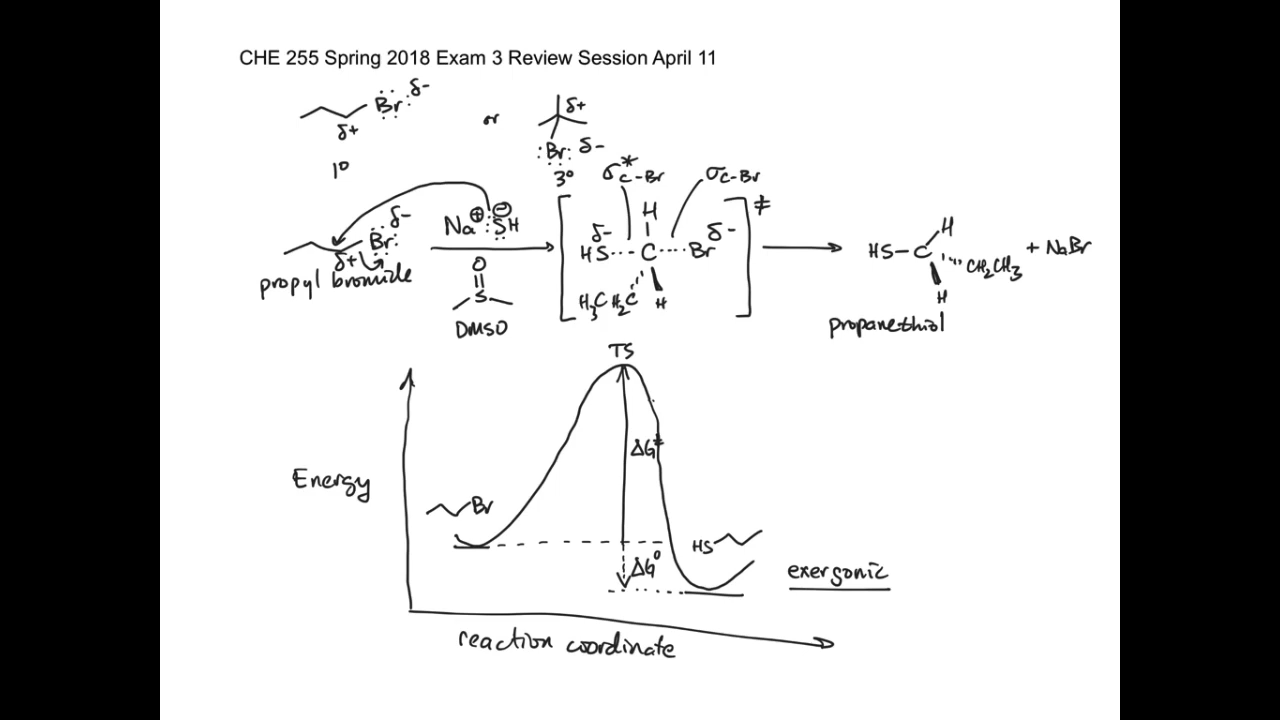 CHE 255 Spring 2018 Exam 3 Review Session April 11
Br δ-
δ+
1°
or
δ+
Br δ-
3°
σ*C-Br
σC-Br
Br δ-
δ+
propyl bromide
Na⊕ ⊖SH
O
S
DMSO
δ-
HS C Br δ-
H
H3C H2C H
≠
HS-C H
CH2CH3
H
+ NaBr
propanethiol
TS
Energy
ΔG‡
Br
HS
ΔG°
exergonic
reaction coordinate